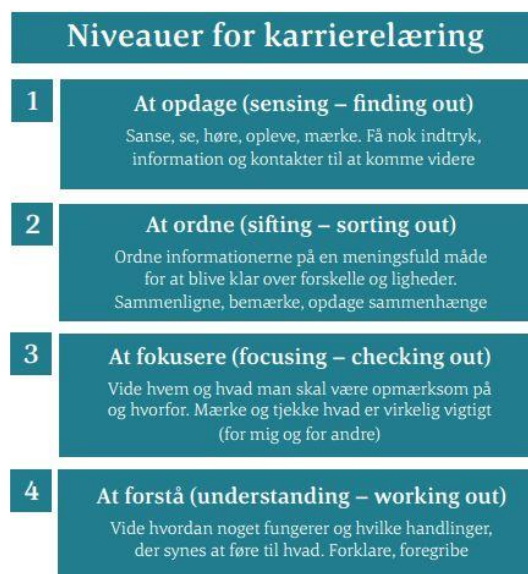 Niveauer for karrierelæring
1
At opdage (sensing – finding out)
Sanse, se, høre, opleve, mærke. Få nok indtryk,
information og kontakter til at komme videre
2
At ordne (sifting – sorting out)
Ordne informationerne på en meningsfuld måde
for at blive klar over forskelle og ligheder.
Sammenligne, bemærke, opdage sammenhænge
3
At fokusere (focusing – checking out)
Vide hvem og hvad man skal være opmærksom på
og hvorfor. Mærke og tjekke hvad er virkelig vigtigt
(for mig og for andre)
4
At forstå (understanding – working out)
Vide hvordan noget fungerer og hvilke handlinger,
der synes at føre til hvad. Forklare, foregribe